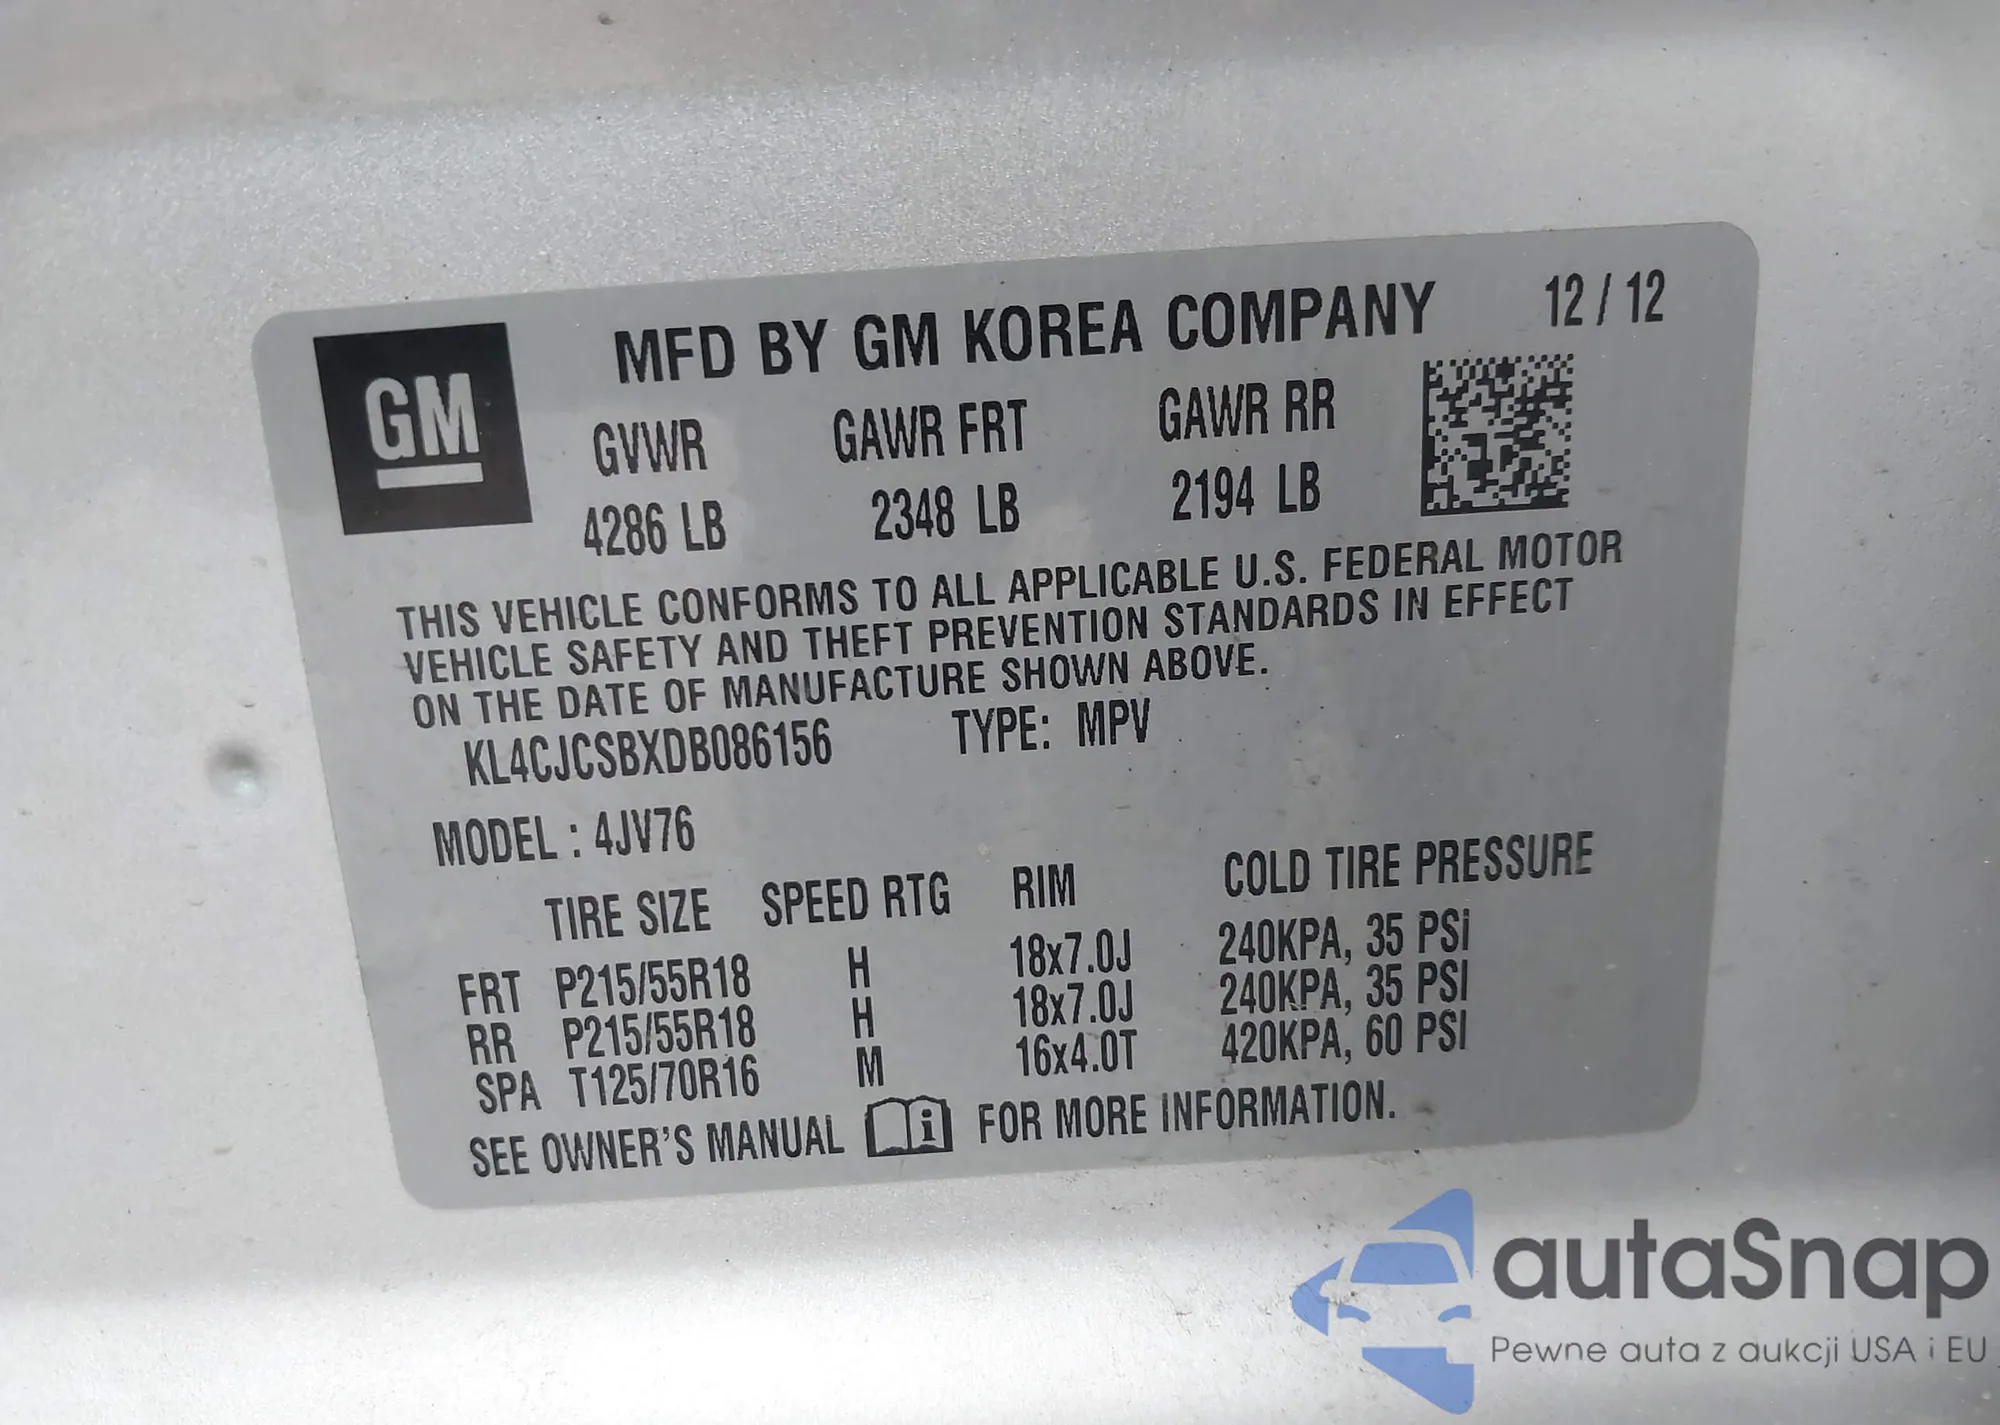 MFD BY GM KOREA COMPANY 12/12
GM
GVWR GAWR FRT GAWR RR
4286 LB 2348 LB 2194 LB
THIS VEHICLE CONFORMS TO ALL APPLICABLE U.S. FEDERAL MOTOR
VEHICLE SAFETY AND THEFT PREVENTION STANDARDS IN EFFECT
ON THE DATE OF MANUFACTURE SHOWN ABOVE.
KL4CJCSBXDB086156 TYPE: MPV
MODEL : 4JV76
TIRE SIZE SPEED RTG RIM COLD TIRE PRESSURE
FRT P215/55R18 H 18x7.0J 240KPA, 35 PSi
RR P215/55R18 H 18x7.0J 240KPA, 35 PSI
SPA T125/70R16 M 16x4.0T 420KPA, 60 PSI
SEE OWNER'S MANUAL i FOR MORE INFORMATION.
autaSnap
Pewne auta z aukcji USA i EU